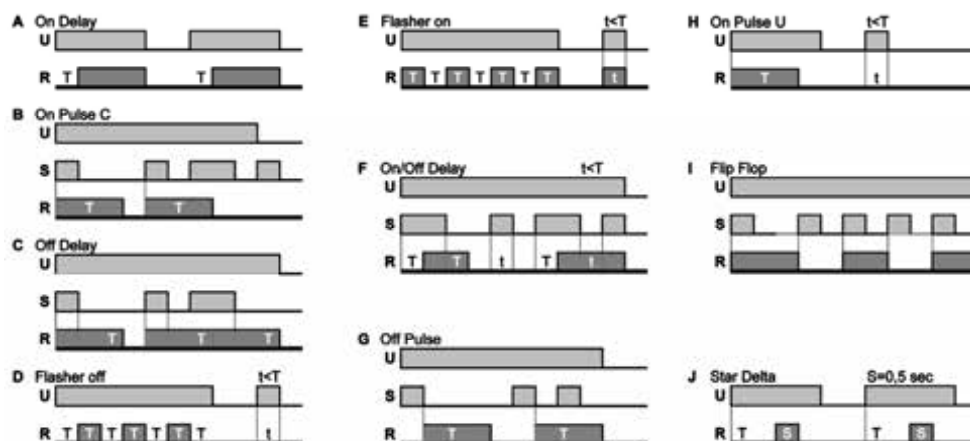 A On Delay
U
R T T
B On Pulse C
U
S
R T T
C Off Delay
U
S
R T T T
D Flasher off t<T
U
R T T T T T T T t
E Flasher on t<T
U
R T T T T T T T t
F On/Off Delay t<T
U
S
R T T t T t
G Off Pulse
U
S
R T T
H On Pulse U t<T
U
R T t
I Flip Flop
U
S
R
J Star Delta S=0,5 sec
U
R T S T S